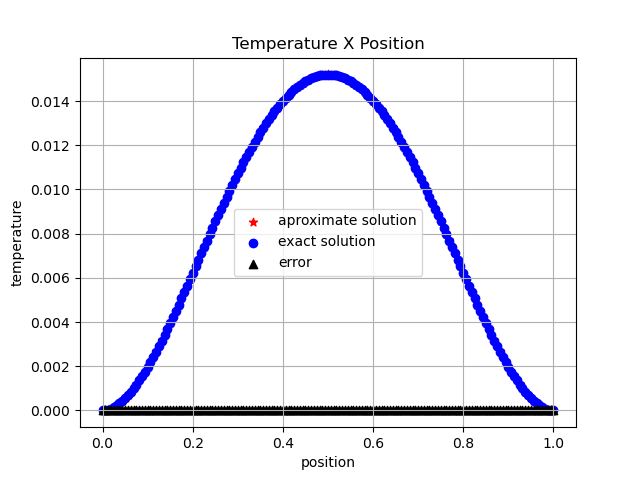 Temperature X Position
temperature
0.014
0.012
0.010
0.008
0.006
0.004
0.002
0.000
aproximate solution
exact solution
error
0.0 0.2 0.4 0.6 0.8 1.0
position